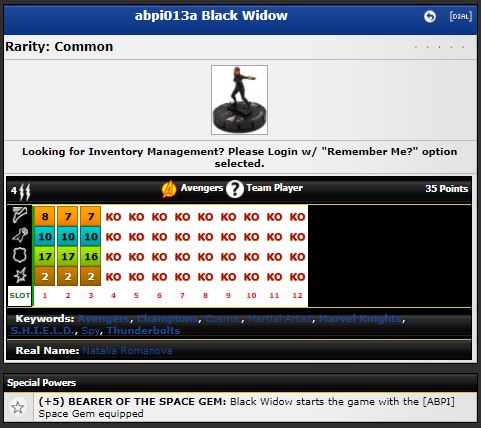 abpi013a Black Widow
[DIAL]
Rarity: Common
Looking for Inventory Management? Please Login w/ "Remember Me?" option
selected.
4 Avengers ? Team Player 35 Points
8 7 7 KO KO KO KO KO KO KO KO KO
10 10 10 KO KO KO KO KO KO KO KO KO
17 17 16 KO KO KO KO KO KO KO KO KO
2 2 2 KO KO KO KO KO KO KO KO KO
SLOT 1 2 3 4 5 6 7 8 9 10 11 12
Keywords: Avengers, Champions, Cosmic, Martial Artist, Marvel Knights,
S.H.I.E.L.D., Spy, Thunderbolts
Real Name: Natalia Romanova
Special Powers
(+5) BEARER OF THE SPACE GEM: Black Widow starts the game with the [ABPI]
Space Gem equipped